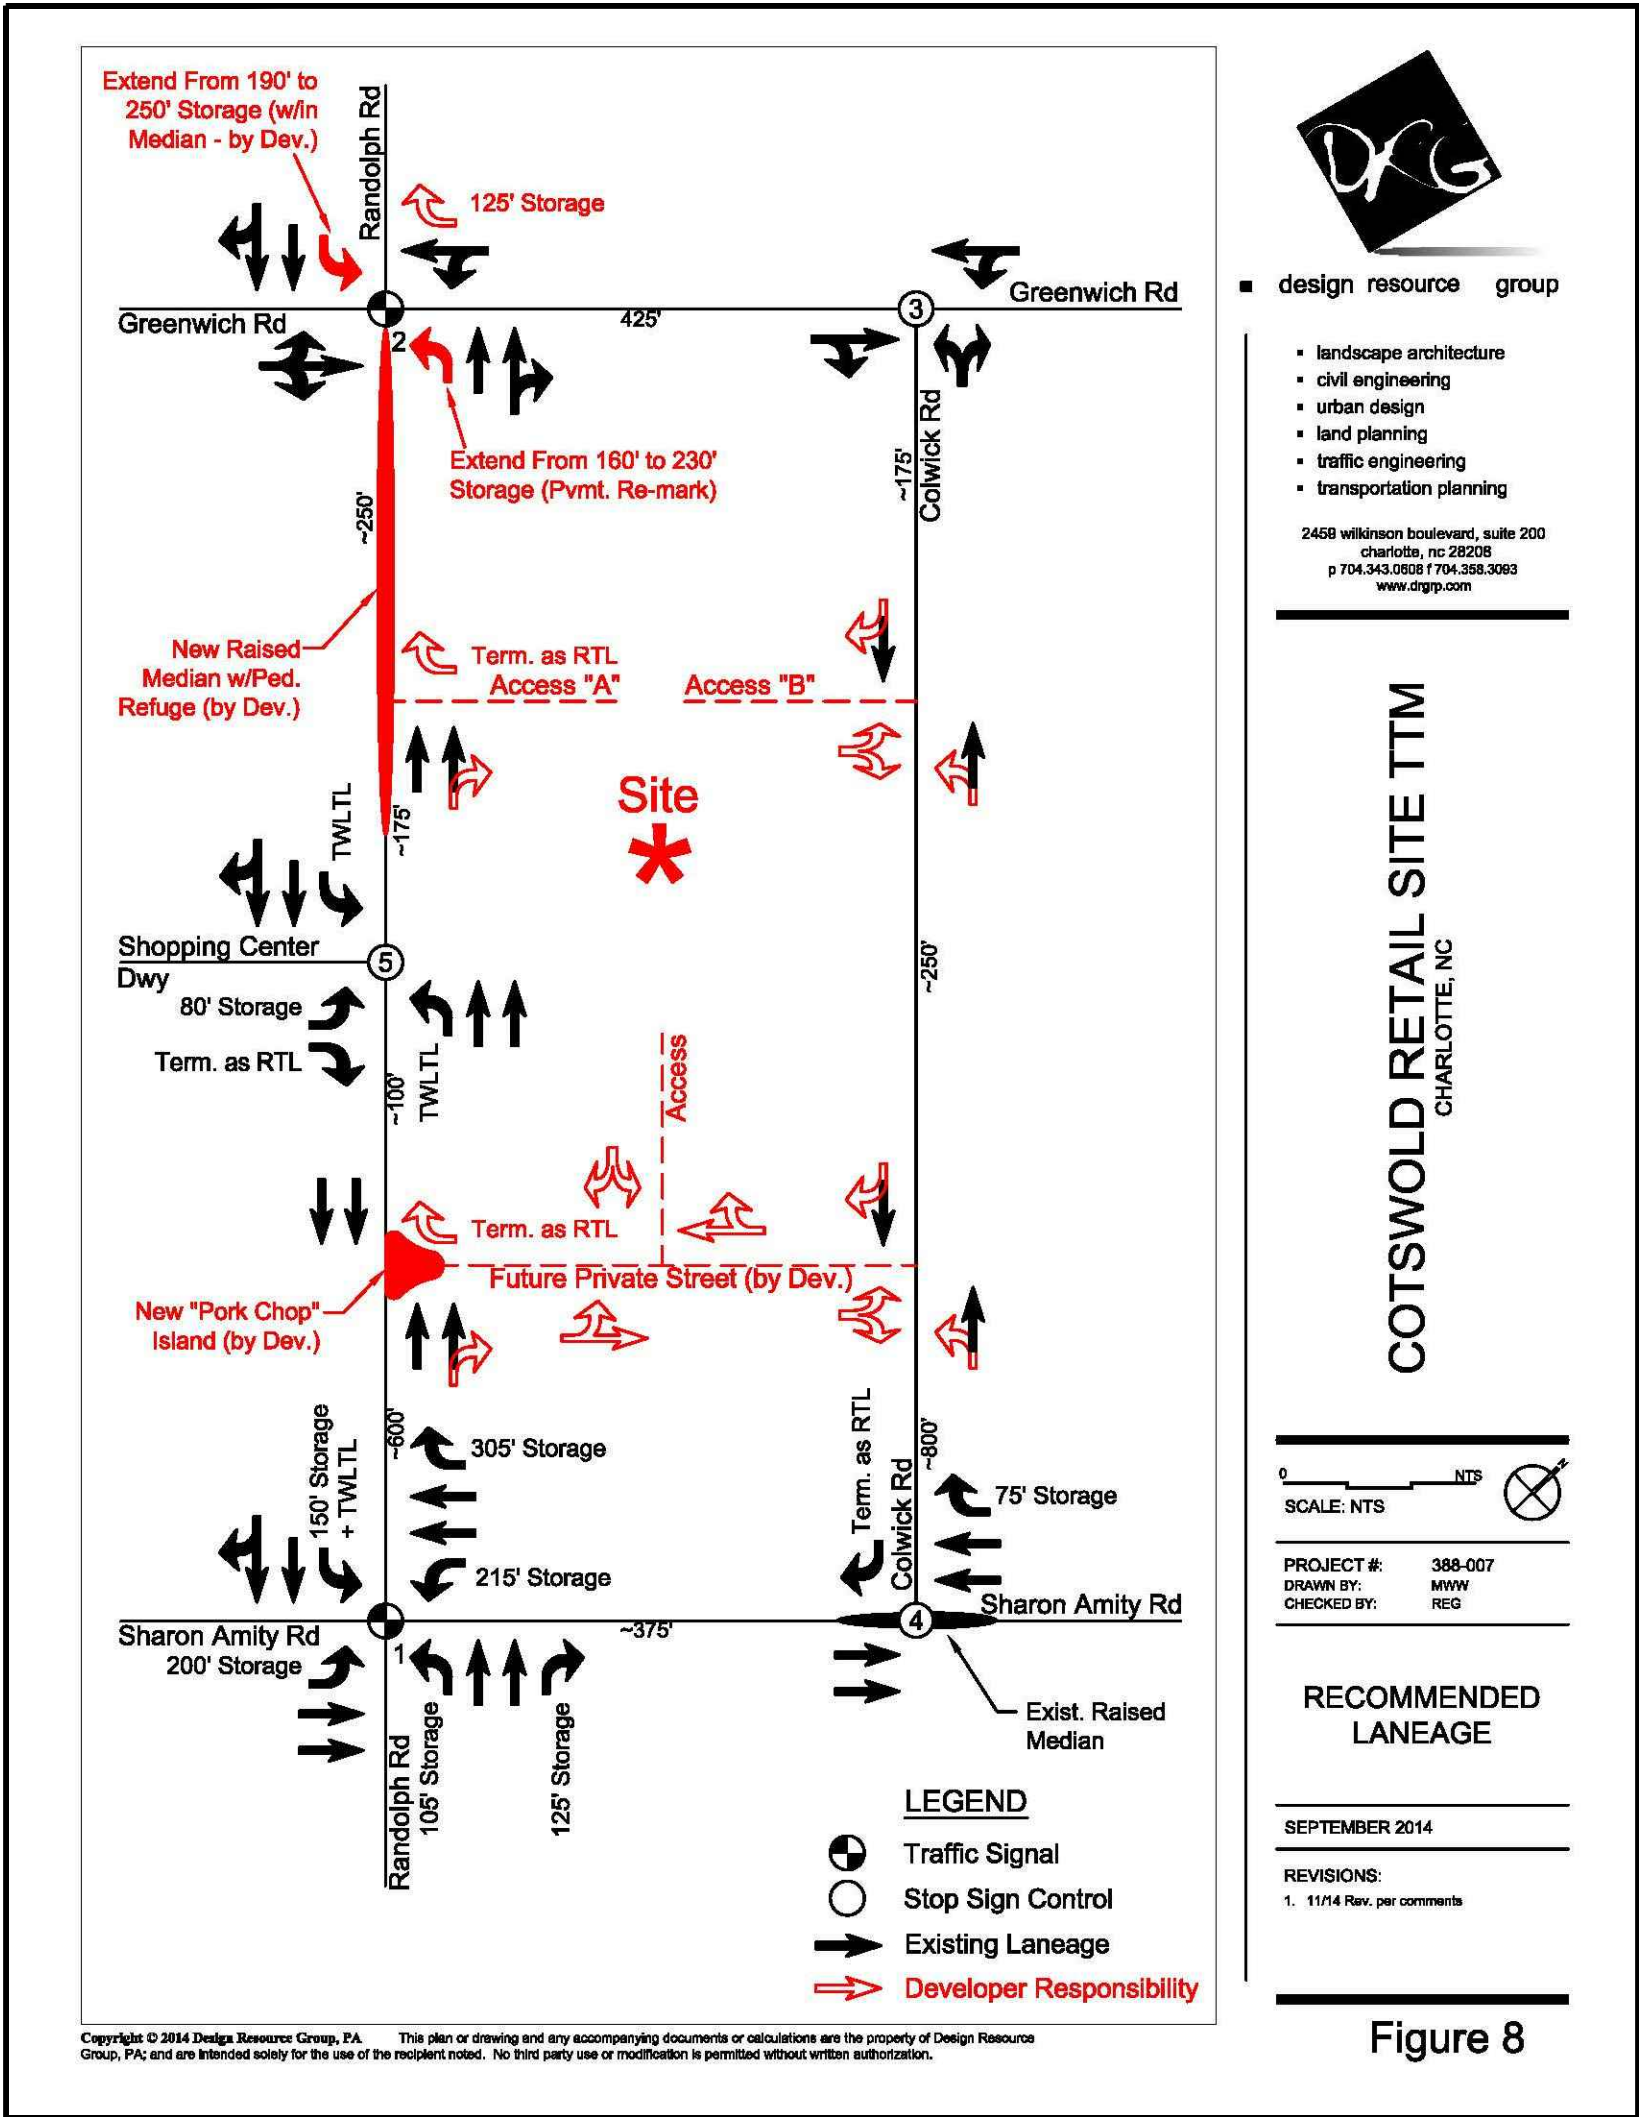 Extend From 190' to
250' Storage (w/in
Median - by Dev.)
Randolph Rd
125' Storage
Greenwich Rd
425'
3
Greenwich Rd
2
Extend From 160' to 230'
Storage (Pvmt. Re-mark)
~250'
~175'
Colwick Rd
New Raised
Median w/Ped.
Refuge (by Dev.)
Term. as RTL
Access "A"
Access "B"
TWLTL
~175'
Site
*
Shopping Center
Dwy
5
80' Storage
Term. as RTL
~100'
TWLTL
~250'
Access
Term. as RTL
Future Private Street (by Dev.)
New "Pork Chop"
Island (by Dev.)
150' Storage
+ TWLTL
~600'
305' Storage
215' Storage
Term. as RTL
Colwick Rd
~800'
75' Storage
Sharon Amity Rd
200' Storage
1
~375'
4
Sharon Amity Rd
Randolph Rd
105' Storage
125' Storage
Exist. Raised
Median
LEGEND
Traffic Signal
Stop Sign Control
Existing Laneage
Developer Responsibility
DRG
design resource group
landscape architecture
civil engineering
urban design
land planning
traffic engineering
transportation planning
2459 wilkinson boulevard, suite 200
charlotte, nc 28208
p 704.343.0608 f 704.358.3093
www.drgrp.com
COTSWOLD RETAIL SITE TTM
CHARLOTTE, NC
0 NTS
SCALE: NTS
N
PROJECT #: 388-007
DRAWN BY: MWW
CHECKED BY: REG
RECOMMENDED
LANEAGE
SEPTEMBER 2014
REVISIONS:
1. 11/14 Rev. per comments
Figure 8
Copyright © 2014 Design Resource Group, PA This plan or drawing and any accompanying documents or calculations are the property of Design Resource
Group, PA; and are intended solely for the use of the recipient noted. No third party use or modification is permitted without written authorization.